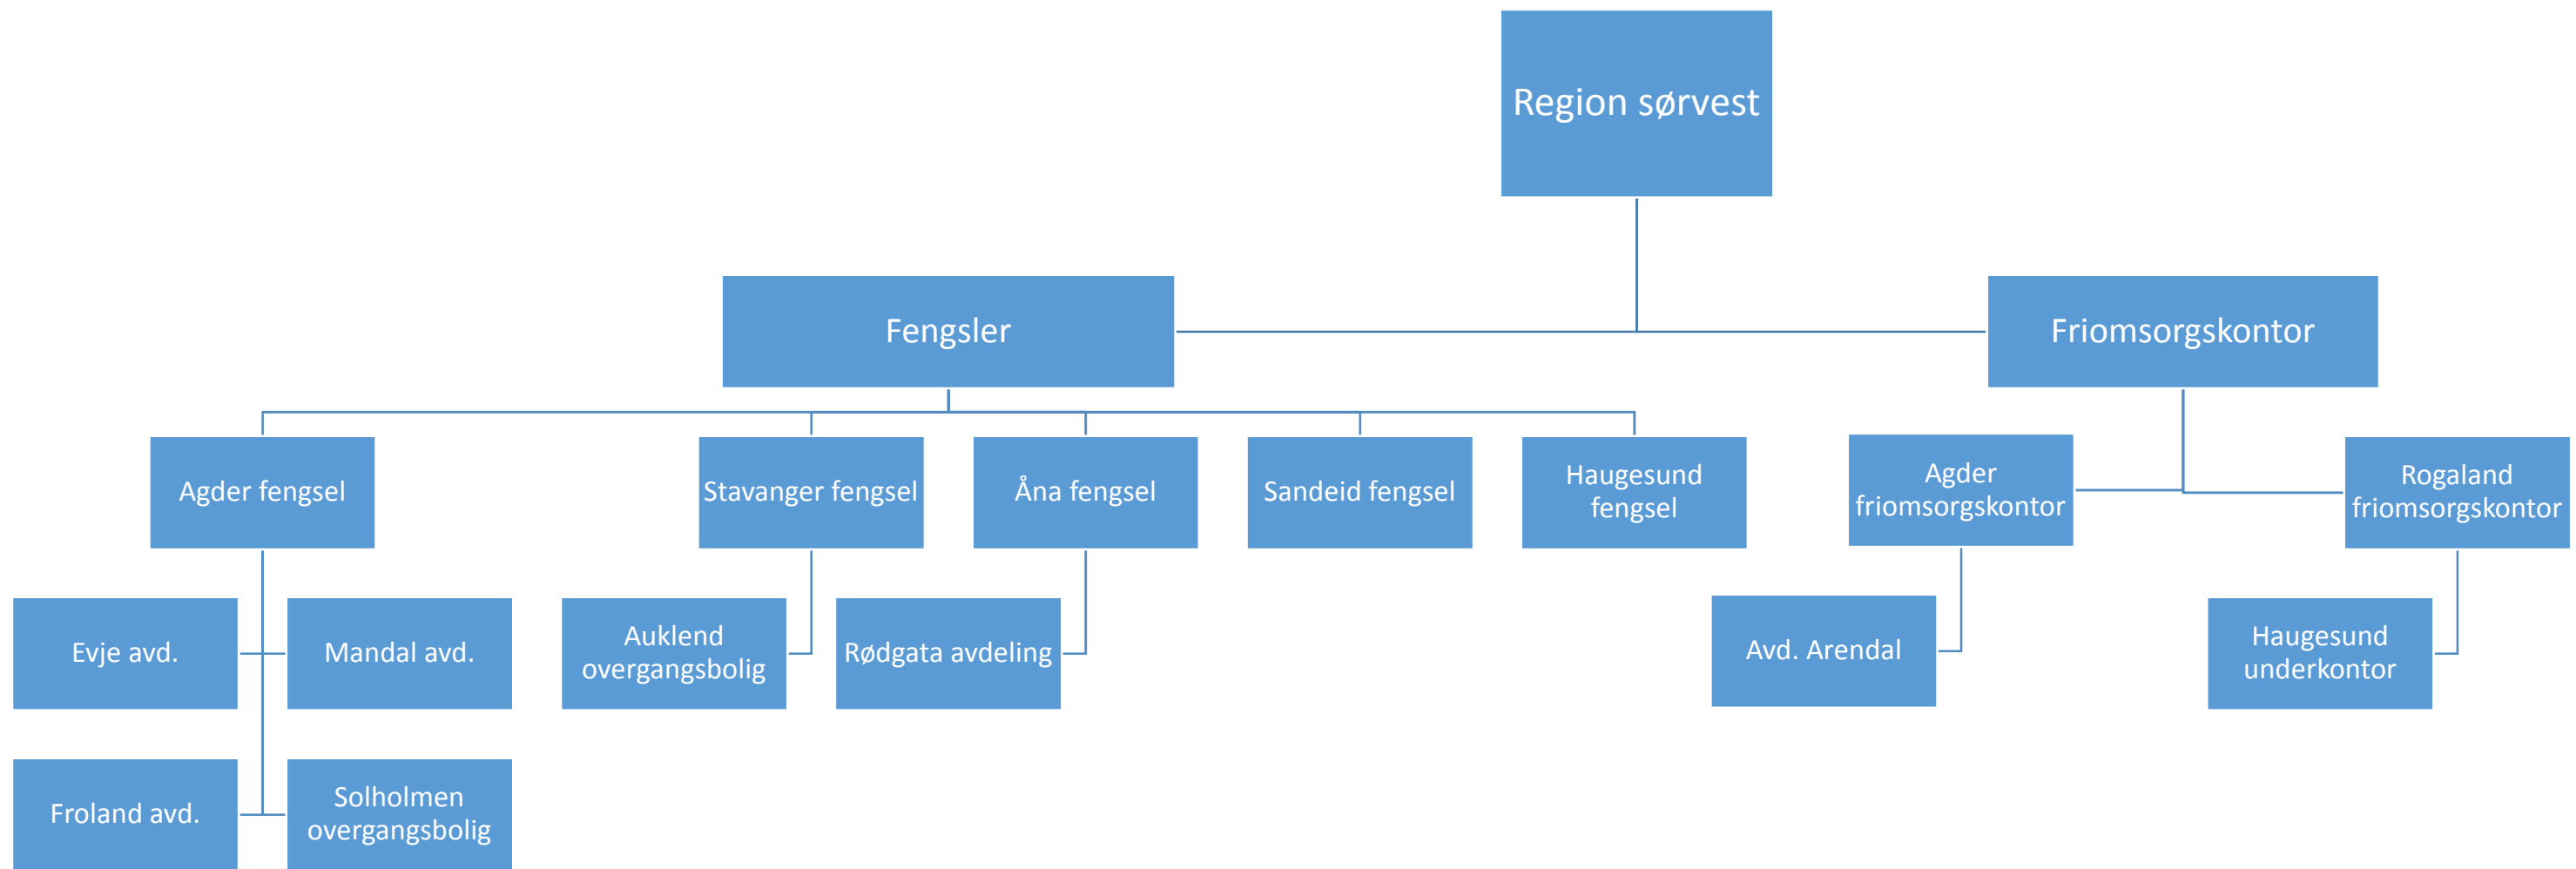 Region sørvest
Fengsler
Friomsorgskontor
Agder fengsel
Stavanger fengsel
Åna fengsel
Sandeid fengsel
Haugesund
fengsel
Agder
friomsorgskontor
Rogaland
friomsorgskontor
Evje avd.
Mandal avd.
Auklend
overgangsbolig
Rødgata avdeling
Avd. Arendal
Haugesund
underkontor
Froland avd.
Solholmen
overgangsbolig